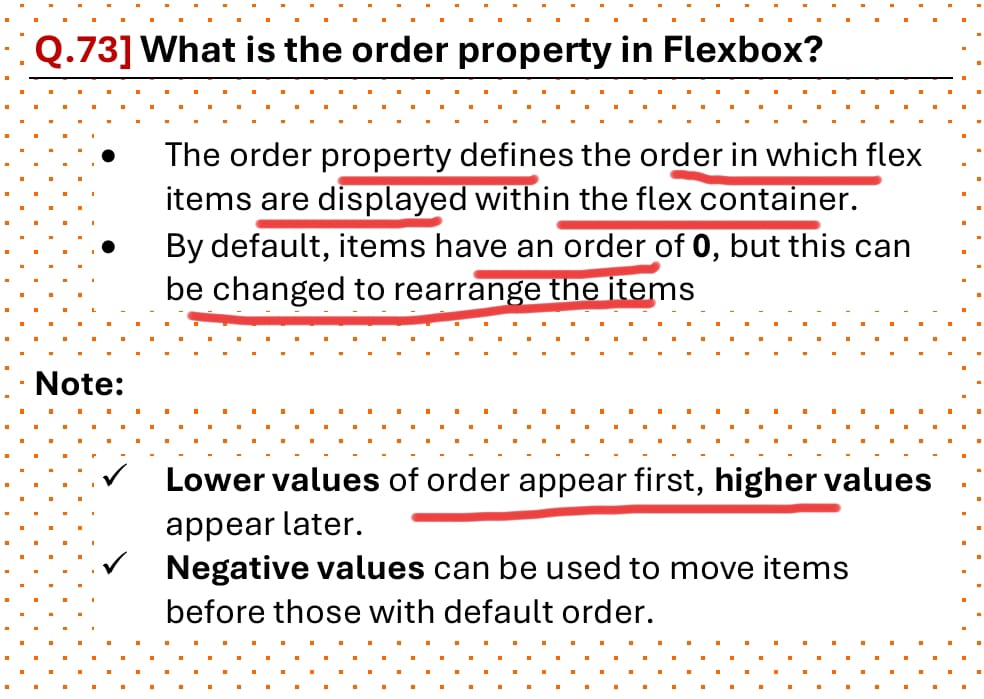 Q.73] What is the order property in Flexbox?
• The order property defines the order in which flex
items are displayed within the flex container.
• By default, items have an order of 0, but this can
be changed to rearrange the items
Note:
✓ Lower values of order appear first, higher values
appear later.
✓ Negative values can be used to move items
before those with default order.